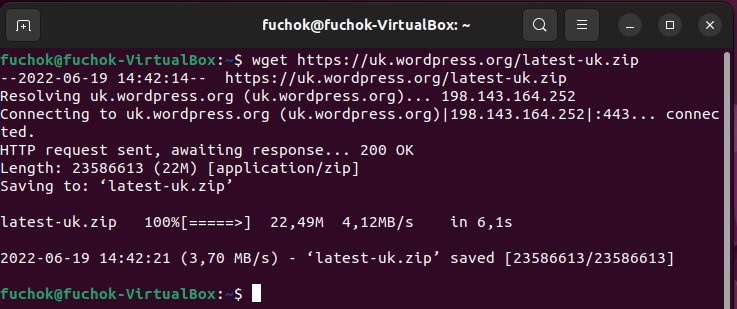 fuchok@fuchok-VirtualBox: ~
fuchok@fuchok-VirtualBox:~$ wget https://uk.wordpress.org/latest-uk.zip
--2022-06-19 14:42:14--  https://uk.wordpress.org/latest-uk.zip
Resolving uk.wordpress.org (uk.wordpress.org)... 198.143.164.252
Connecting to uk.wordpress.org (uk.wordpress.org)|198.143.164.252|:443... connec
ted.
HTTP request sent, awaiting response... 200 OK
Length: 23586613 (22M) [application/zip]
Saving to: ‘latest-uk.zip’
latest-uk.zip   100%[=====>]  22,49M  4,12MB/s    in 6,1s
2022-06-19 14:42:21 (3,70 MB/s) - ‘latest-uk.zip’ saved [23586613/23586613]
fuchok@fuchok-VirtualBox:~$